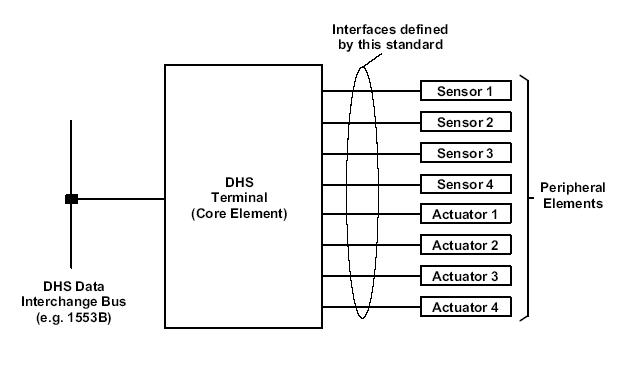 Interfaces defined
by this standard
Sensor 1
Sensor 2
Sensor 3
Sensor 4
Actuator 1
Actuator 2
Actuator 3
Actuator 4
Peripheral
Elements
DHS
Terminal
(Core Element)
DHS Data
Interchange Bus
(e.g. 1553B)